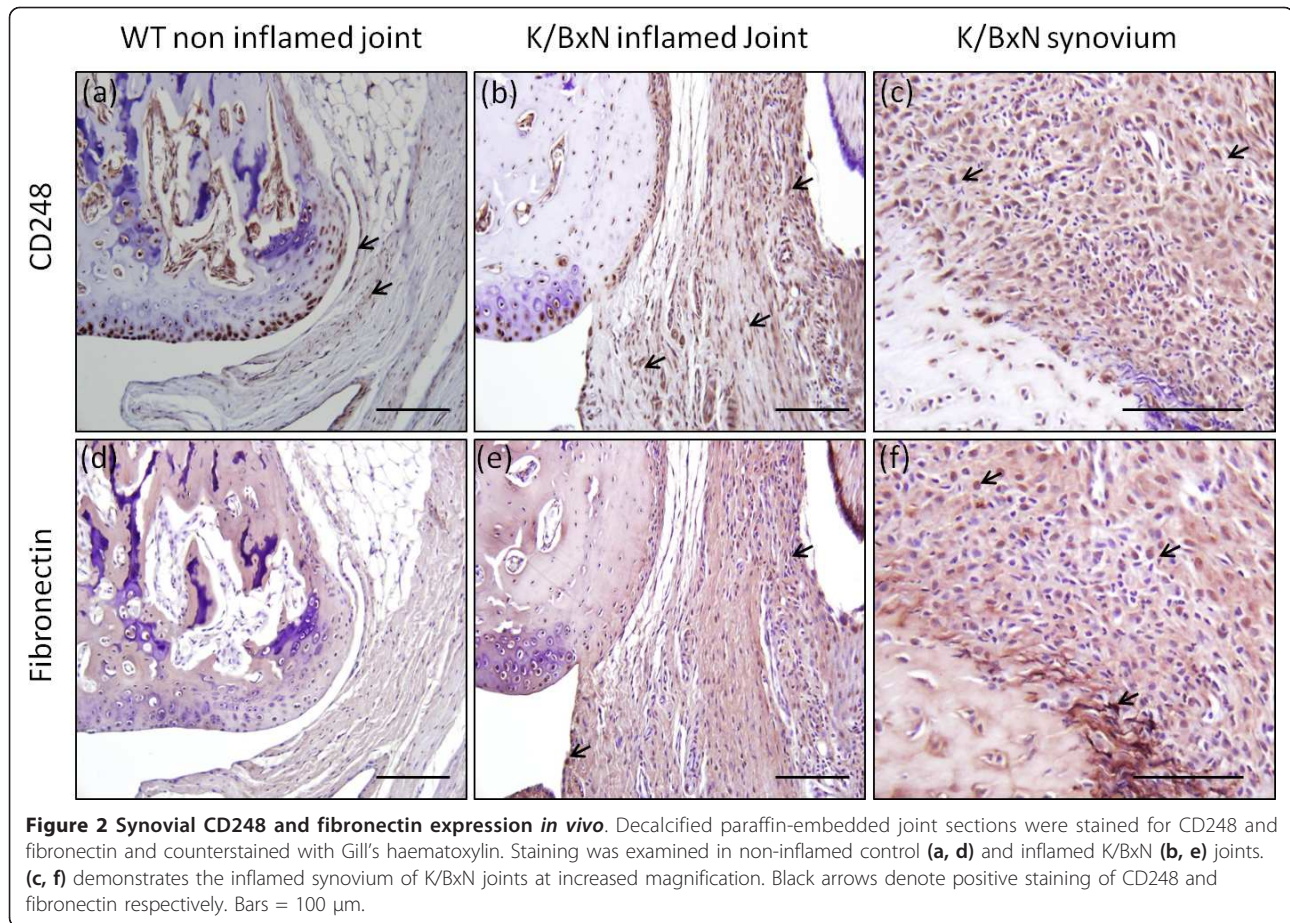 WT non inflamed joint
K/BxN inflamed Joint
K/BxN synovium
CD248
(a)
(b)
(c)
Fibronectin
(d)
(e)
(f)
Figure 2 Synovial CD248 and fibronectin expression in vivo. Decalcified paraffin-embedded joint sections were stained for CD248 and
fibronectin and counterstained with Gill's haematoxylin. Staining was examined in non-inflamed control (a, d) and inflamed K/BxN (b, e) joints.
(c, f) demonstrates the inflamed synovium of K/BxN joints at increased magnification. Black arrows denote positive staining of CD248 and
fibronectin respectively. Bars = 100 μm.